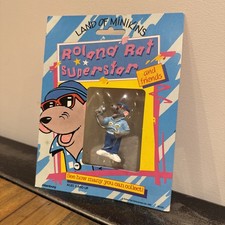 LAND OF MINIKINS
Roland Rat
Superstar
and
friends
See how many you can collect!